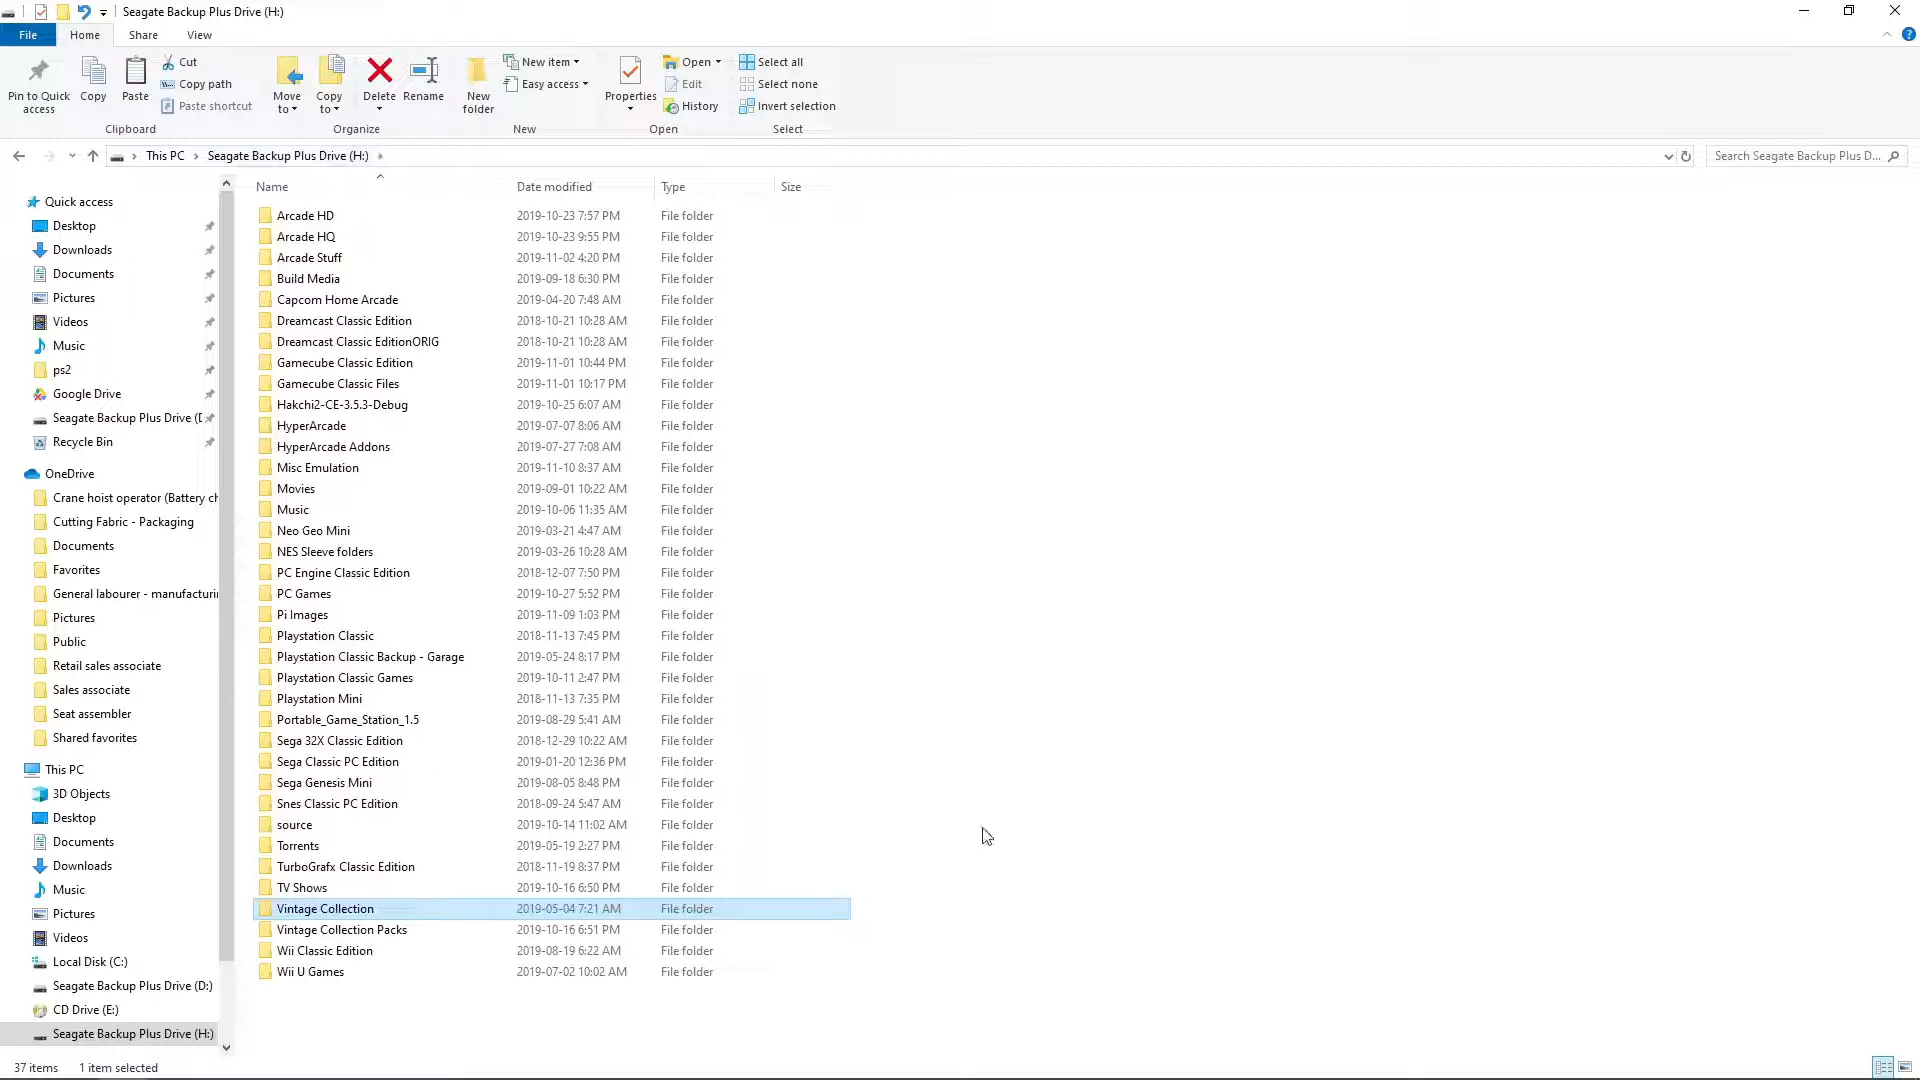 Seagate Backup Plus Drive (H:)
File Home Share View
Pin to Quick access
Copy
Paste
Cut
Copy path
Paste shortcut
Clipboard
Move to
Copy to
Delete
Rename
Organize
New folder
New item
Easy access
New
Properties
Open
Edit
History
Open
Select all
Select none
Invert selection
Select
This PC > Seagate Backup Plus Drive (H:) >
Search Seagate Backup Plus D...
Quick access
Desktop
Downloads
Documents
Pictures
Videos
Music
ps2
Google Drive
Seagate Backup Plus Drive (D
Recycle Bin
OneDrive
Crane hoist operator (Battery ch
Cutting Fabric - Packaging
Documents
Favorites
General labourer - manufacturin
Pictures
Public
Retail sales associate
Sales associate
Seat assembler
Shared favorites
This PC
3D Objects
Desktop
Documents
Downloads
Music
Pictures
Videos
Local Disk (C:)
Seagate Backup Plus Drive (D:)
CD Drive (E:)
Seagate Backup Plus Drive (H:)
Name Date modified Type Size
Arcade HD 2019-10-23 7:57 PM File folder
Arcade HQ 2019-10-23 9:55 PM File folder
Arcade Stuff 2019-11-02 4:20 PM File folder
Build Media 2019-09-18 6:30 PM File folder
Capcom Home Arcade 2019-04-20 7:48 AM File folder
Dreamcast Classic Edition 2018-10-21 10:28 AM File folder
Dreamcast Classic EditionORIG 2018-10-21 10:28 AM File folder
Gamecube Classic Edition 2019-11-01 10:44 PM File folder
Gamecube Classic Files 2019-11-01 10:17 PM File folder
Hakchi2-CE-3.5.3-Debug 2019-10-25 6:07 AM File folder
HyperArcade 2019-07-07 8:06 AM File folder
HyperArcade Addons 2019-07-27 7:08 AM File folder
Misc Emulation 2019-11-10 8:37 AM File folder
Movies 2019-09-01 10:22 AM File folder
Music 2019-10-06 11:35 AM File folder
Neo Geo Mini 2019-03-21 4:47 AM File folder
NES Sleeve folders 2019-03-26 10:28 AM File folder
PC Engine Classic Edition 2018-12-07 7:50 PM File folder
PC Games 2019-10-27 5:52 PM File folder
Pi Images 2019-11-09 1:03 PM File folder
Playstation Classic 2018-11-13 7:45 PM File folder
Playstation Classic Backup - Garage 2019-05-24 8:17 PM File folder
Playstation Classic Games 2019-10-11 2:47 PM File folder
Playstation Mini 2018-11-13 7:35 PM File folder
Portable_Game_Station_1.5 2019-08-29 5:41 AM File folder
Sega 32X Classic Edition 2018-12-29 10:22 AM File folder
Sega Classic PC Edition 2019-01-20 12:36 PM File folder
Sega Genesis Mini 2019-08-05 8:48 PM File folder
Snes Classic PC Edition 2018-09-24 5:47 AM File folder
source 2019-10-14 11:02 AM File folder
Torrents 2019-05-19 2:27 PM File folder
TurboGrafx Classic Edition 2018-11-19 8:37 PM File folder
TV Shows 2019-10-16 6:50 PM File folder
Vintage Collection 2019-05-04 7:21 AM File folder
Vintage Collection Packs 2019-10-16 6:51 PM File folder
Wii Classic Edition 2019-08-19 6:22 AM File folder
Wii U Games 2019-07-02 10:02 AM File folder
37 items 1 item selected